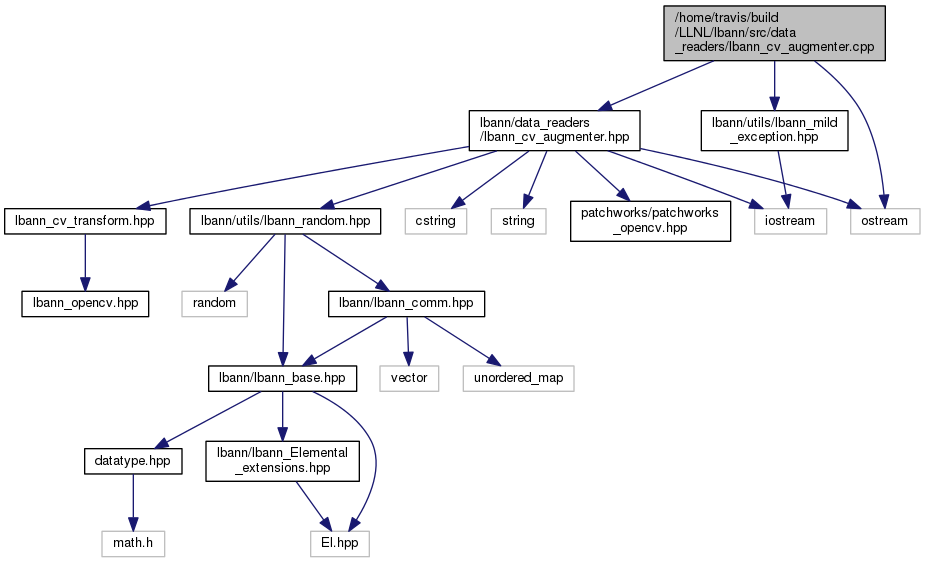 /home/travis/build
/LLNL/lbann/src/data
_readers/lbann_cv_augmenter.cpp
lbann/data_readers
/lbann_cv_augmenter.hpp
lbann/utils/lbann_mild
_exception.hpp
lbann_cv_transform.hpp
lbann/utils/lbann_random.hpp
cstring
string
patchworks/patchworks
_opencv.hpp
iostream
ostream
lbann_opencv.hpp
random
lbann/lbann_comm.hpp
lbann/lbann_base.hpp
vector
unordered_map
datatype.hpp
lbann/lbann_Elemental
_extensions.hpp
math.h
El.hpp